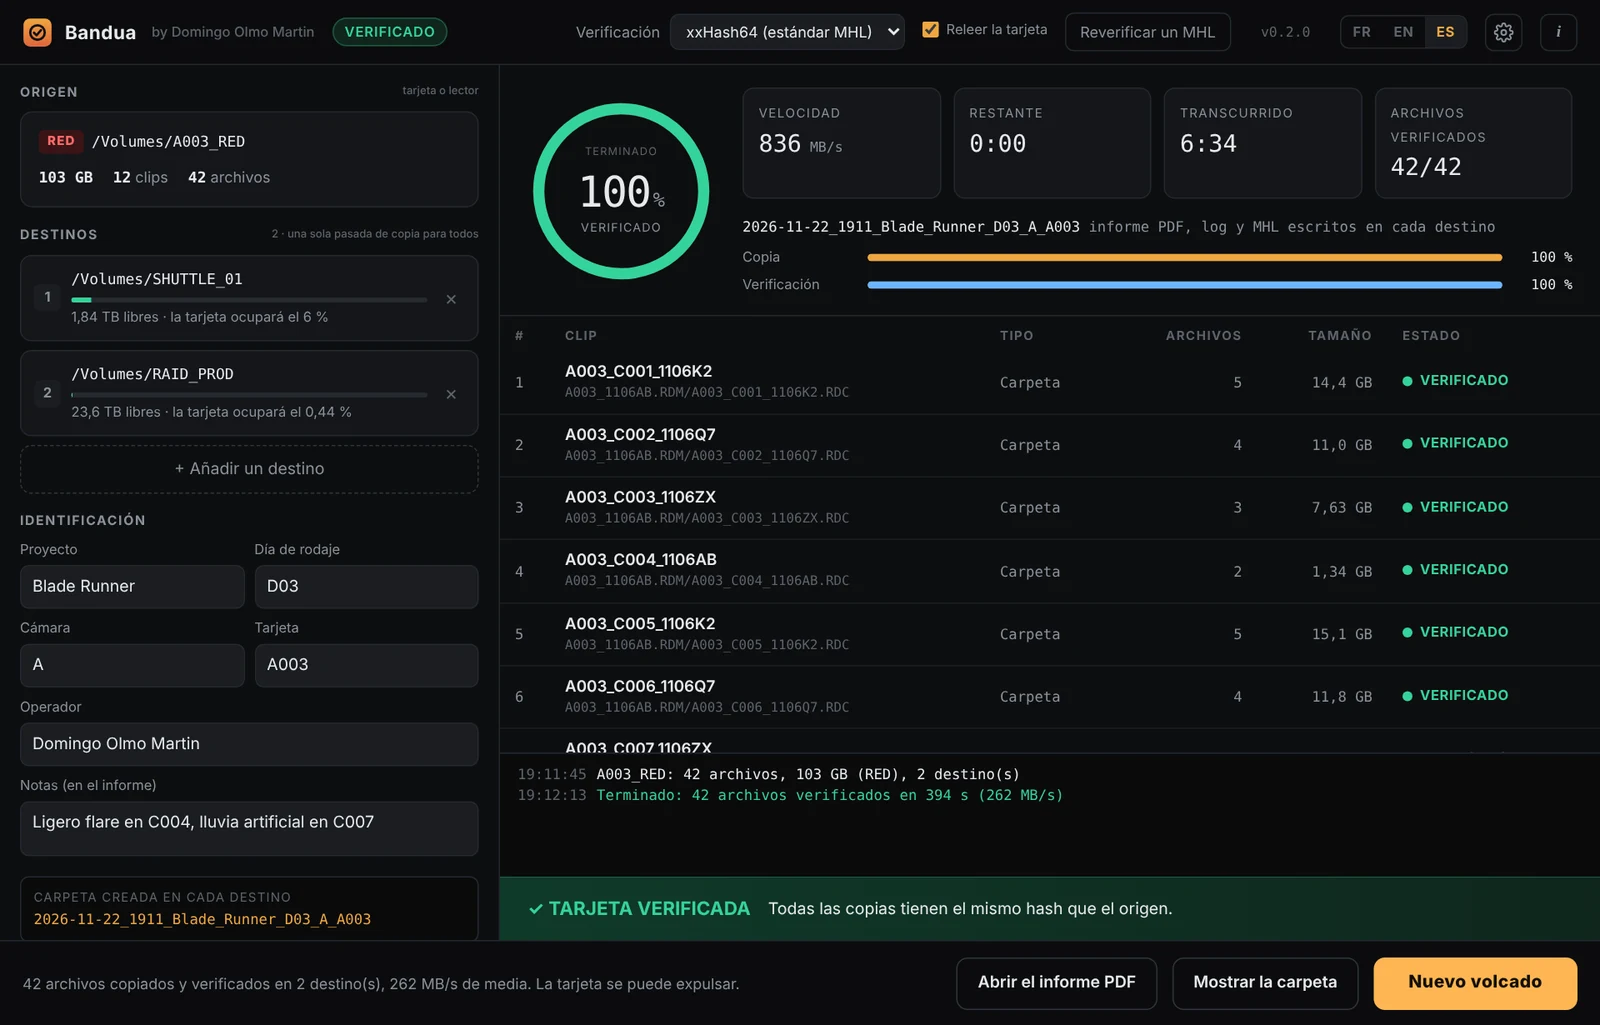 Bandua by Domingo Olmo Martin VERIFICADO Verificación xxHash64 (estándar MHL) Releer la tarjeta Reverificar un MHL v0.2.0 FR EN ES i
ORIGEN tarjeta o lector
RED /Volumes/A003_RED
103 GB 12 clips 42 archivos
DESTINOS 2 · una sola pasada de copia para todos
1 /Volumes/SHUTTLE_01 ×
1,84 TB libres · la tarjeta ocupará el 6 %
2 /Volumes/RAID_PROD ×
23,6 TB libres · la tarjeta ocupará el 0,44 %
+ Añadir un destino
IDENTIFICACIÓN
Proyecto Día de rodaje
Blade Runner D03
Cámara Tarjeta
A A003
Operador
Domingo Olmo Martin
Notas (en el informe)
Ligero flare en C004, lluvia artificial en C007
CARPETA CREADA EN CADA DESTINO
2026-11-22_1911_Blade_Runner_D03_A_A003
TERMINADO
100%
VERIFICADO
VELOCIDAD
836 MB/s
RESTANTE
0:00
TRANSCURRIDO
6:34
ARCHIVOS
VERIFICADOS
42/42
2026-11-22_1911_Blade_Runner_D03_A_A003 informe PDF, log y MHL escritos en cada destino
Copia 100 %
Verificación 100 %
# CLIP TIPO ARCHIVOS TAMAÑO ESTADO
1 A003_C001_1106K2 Carpeta 5 14,4 GB VERIFICADO
A003_1106AB.RDM/A003_C001_1106K2.RDC
2 A003_C002_1106Q7 Carpeta 4 11,0 GB VERIFICADO
A003_1106AB.RDM/A003_C002_1106Q7.RDC
3 A003_C003_1106ZX Carpeta 3 7,63 GB VERIFICADO
A003_1106AB.RDM/A003_C003_1106ZX.RDC
4 A003_C004_1106AB Carpeta 2 1,34 GB VERIFICADO
A003_1106AB.RDM/A003_C004_1106AB.RDC
5 A003_C005_1106K2 Carpeta 5 15,1 GB VERIFICADO
A003_1106AB.RDM/A003_C005_1106K2.RDC
6 A003_C006_1106Q7 Carpeta 4 11,8 GB VERIFICADO
A003_1106AB.RDM/A003_C006_1106Q7.RDC
A003_C007_1106ZX
19:11:45 A003_RED: 42 archivos, 103 GB (RED), 2 destino(s)
19:12:13 Terminado: 42 archivos verificados en 394 s (262 MB/s)
✓ TARJETA VERIFICADA Todas las copias tienen el mismo hash que el origen.
42 archivos copiados y verificados en 2 destino(s), 262 MB/s de media. La tarjeta se puede expulsar.
Abrir el informe PDF Mostrar la carpeta Nuevo volcado